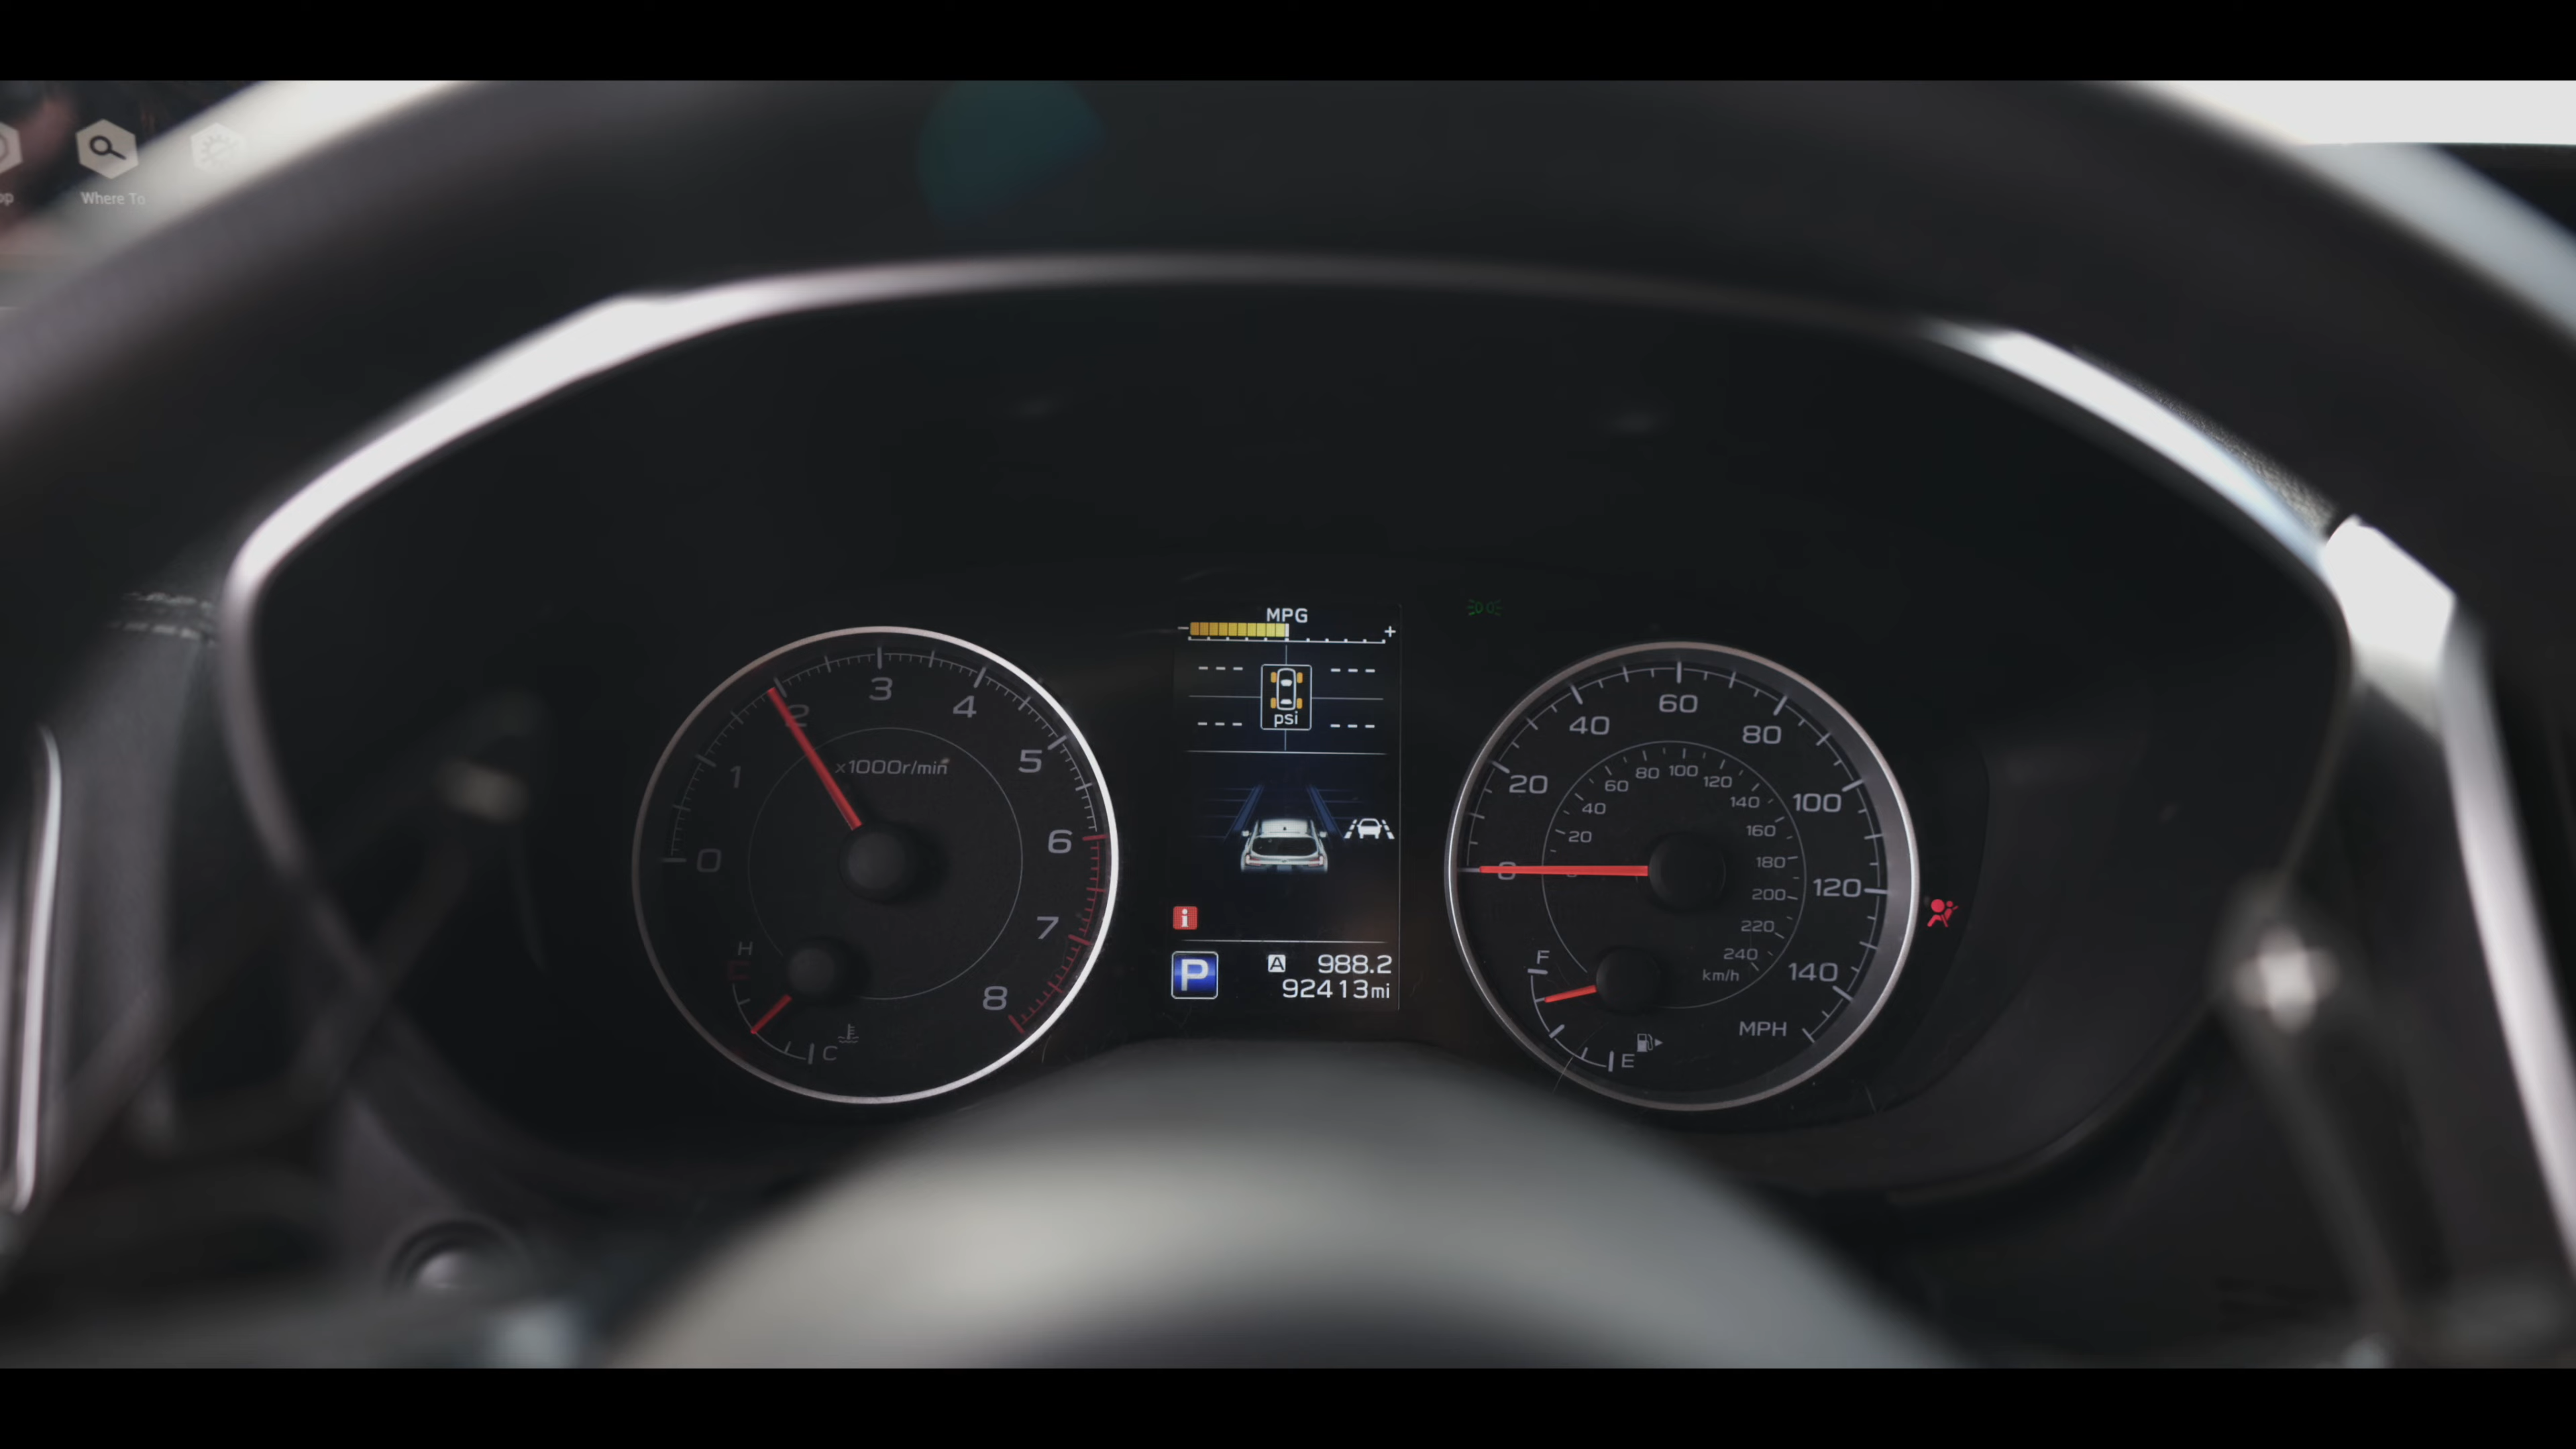 Where To
MPG
- +
--- ---
psi
--- ---
i
P A 988.2
92413mi
0 1 2 3 4 5 6 7 8
x1000r/min
H
C
0 20 40 60 80 100 120 140
MPH
20 40 60 80 100 120 140 160 180 200 220 240
km/h
F
E